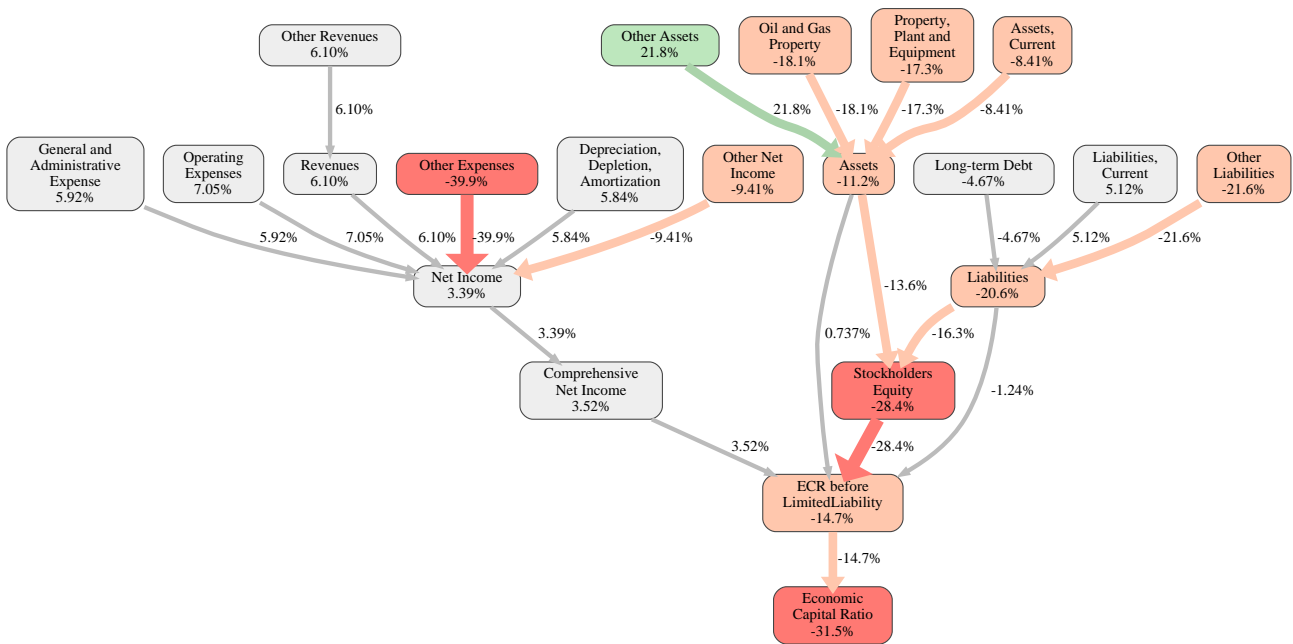 Other Revenues
6.10%
Other Assets
21.8%
Oil and Gas
Property
-18.1%
Property,
Plant and
Equipment
-17.3%
Assets,
Current
-8.41%
6.10%
21.8%
-18.1%
-17.3%
-8.41%
General and
Administrative
Expense
5.92%
Operating
Expenses
7.05%
Revenues
6.10%
Other Expenses
-39.9%
Depreciation,
Depletion,
Amortization
5.84%
Other Net
Income
-9.41%
Assets
-11.2%
Long-term Debt
-4.67%
Liabilities,
Current
5.12%
Other
Liabilities
-21.6%
5.92%
7.05%
6.10%
-39.9%
5.84%
-9.41%
-4.67%
5.12%
-21.6%
Net Income
3.39%
-13.6%
Liabilities
-20.6%
3.39%
0.737%
-16.3%
Comprehensive
Net Income
3.52%
Stockholders
Equity
-28.4%
-1.24%
3.52%
-28.4%
ECR before
LimitedLiability
-14.7%
-14.7%
Economic
Capital Ratio
-31.5%